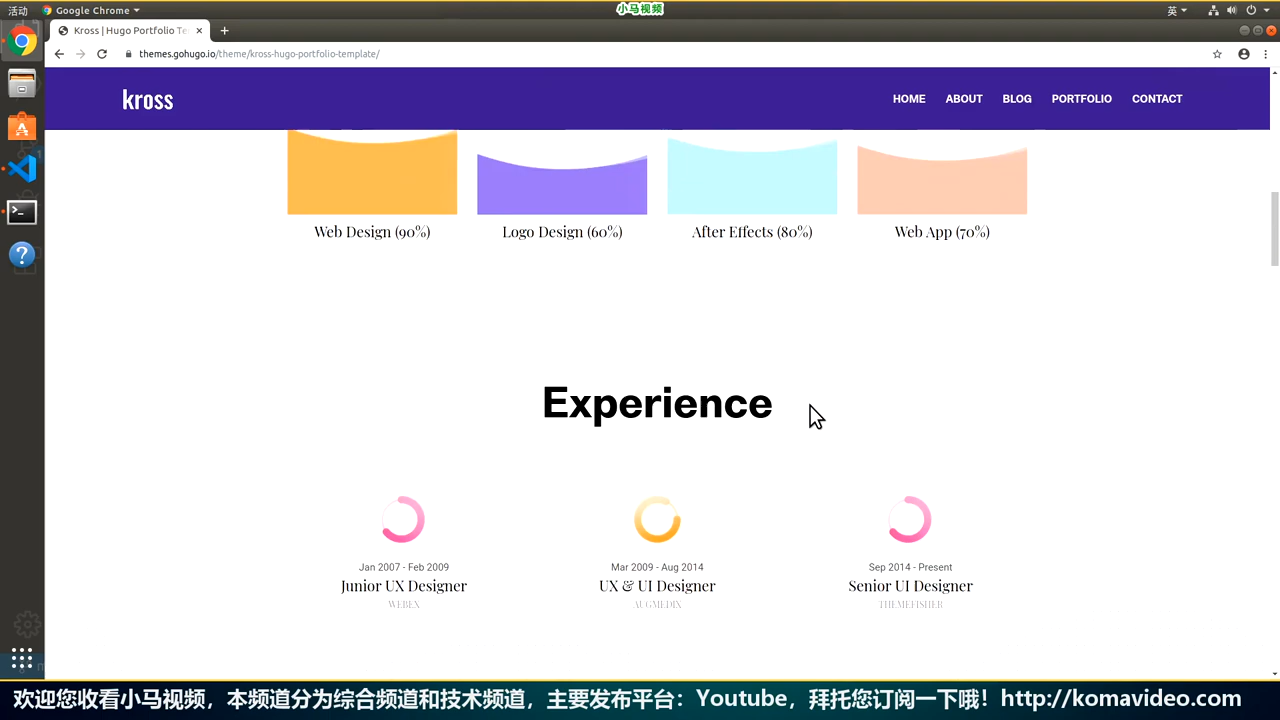 活动
Google Chrome
小马视频
英
Kross | Hugo Portfolio Te
themes.gohugo.io/theme/kross-hugo-portfolio-template/
kross
HOME ABOUT BLOG PORTFOLIO CONTACT
Web Design (90%) Logo Design (60%) After Effects (80%) Web App (70%)
Experience
Jan 2007 - Feb 2009 Mar 2009 - Aug 2014 Sep 2014 - Present
Junior UX Designer UX & UI Designer Senior UI Designer
WEBEX AUGMEDIX THEMEFISHER
欢迎您收看小马视频，本频道分为综合频道和技术频道，主要发布平台：Youtube，拜托您订阅一下哦！http://komavideo.com